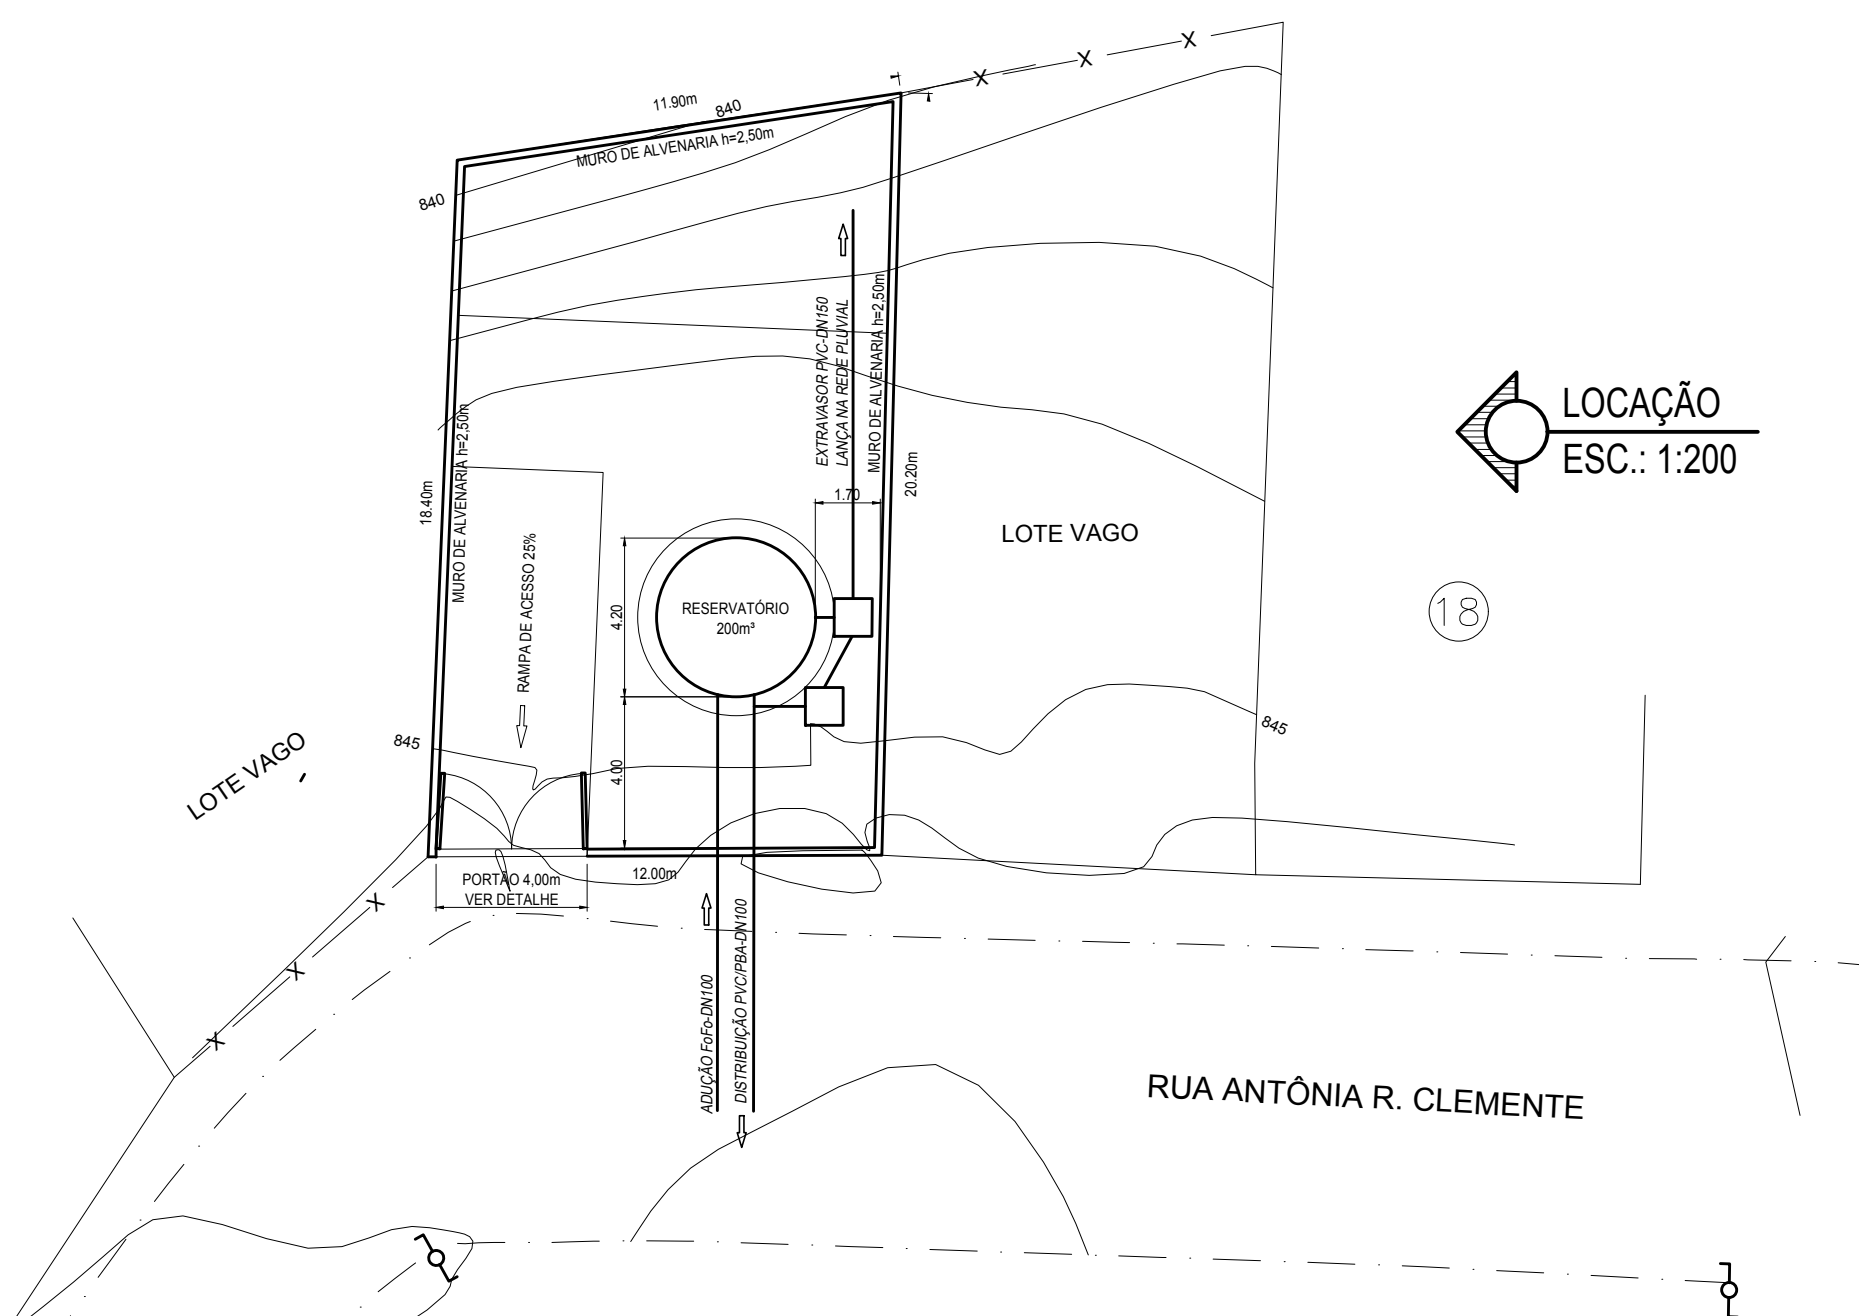 X
X
X
11.90m
840
MURO DE ALVENARIA h=2,50m
840
EXTRAVASOR PVC-DN150
LANÇA NA REDE PLUVIAL
MURO DE ALVENARIA h=2,50m
20.20m
1.70
LOCAÇÃO
ESC.: 1:200
18.40m
MURO DE ALVENARIA h=2,50m
RAMPA DE ACESSO 25%
LOTE VAGO
RESERVATÓRIO
200m³
4.20
4.00
18
845
845
LOTE VAGO
PORTÃO 4,00m
VER DETALHE
12.00m
X
X
X
ADUÇÃO FoFo-DN100
DISTRIBUIÇÃO PVC/PBA-DN100
RUA ANTÔNIA R. CLEMENTE